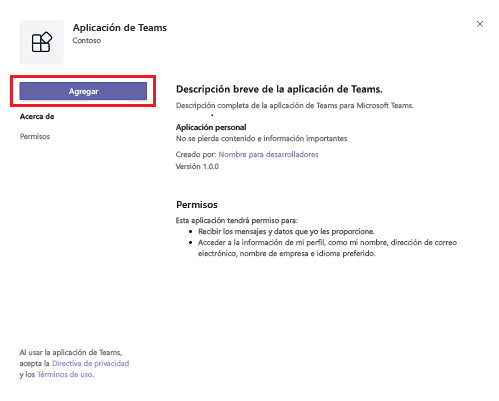 Aplicación de Teams
Contoso
Agregar
Acerca de
Permisos
Descripción breve de la aplicación de Teams.
Descripción completa de la aplicación de Teams para Microsoft Teams.
Aplicación personal
No se pierda contenido e información importantes
Creado por: Nombre para desarrolladores
Versión 1.0.0
Permisos
Esta aplicación tendrá permiso para:
• Recibir los mensajes y datos que yo les proporcione.
• Acceder a la información de mi perfil, como mi nombre, dirección de correo
electrónico, nombre de empresa e idioma preferido.
Al usar la aplicación de Teams,
acepta la Directiva de privacidad
y los Términos de uso.